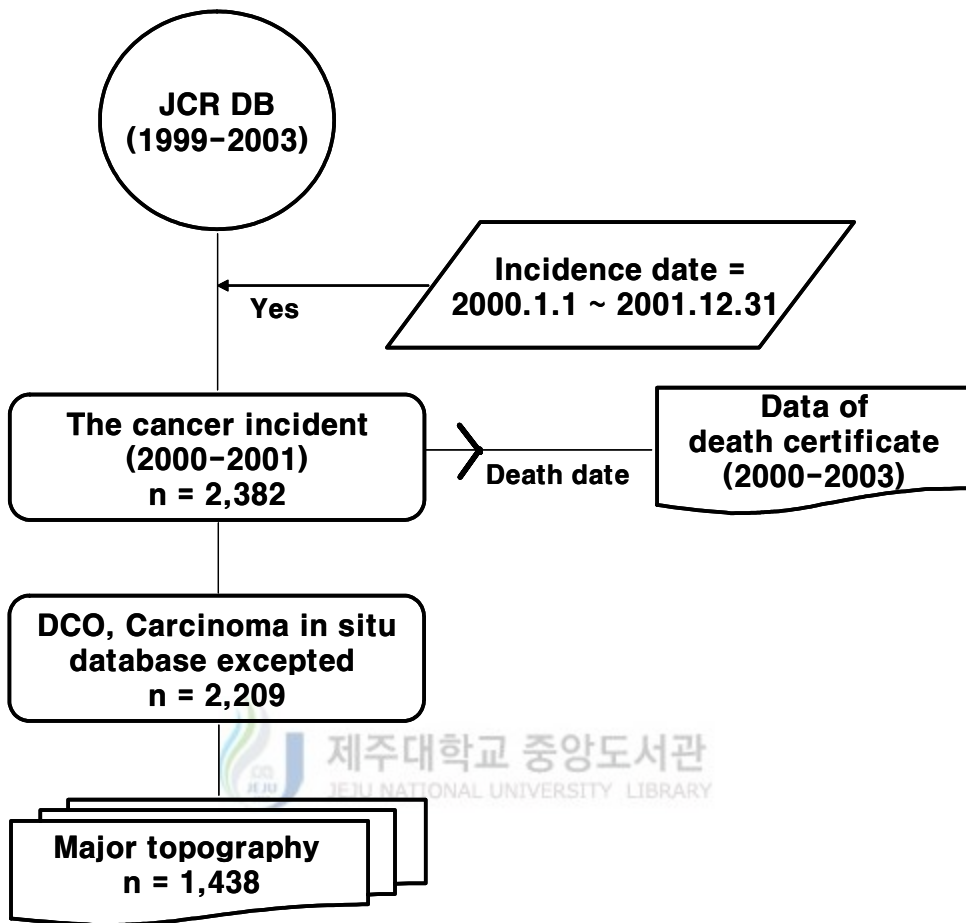 JCR DB
(1999-2003)
Incidence date =
2000.1.1 ~ 2001.12.31
Yes
The cancer incident
(2000-2001)
n = 2,382
Death date
Data of
death certificate
(2000-2003)
DCO, Carcinoma in situ
database excepted
n = 2,209
제주대학교 중앙도서관
JEJU NATIONAL UNIVERSITY LIBRARY
JEJU
Major topography
n = 1,438